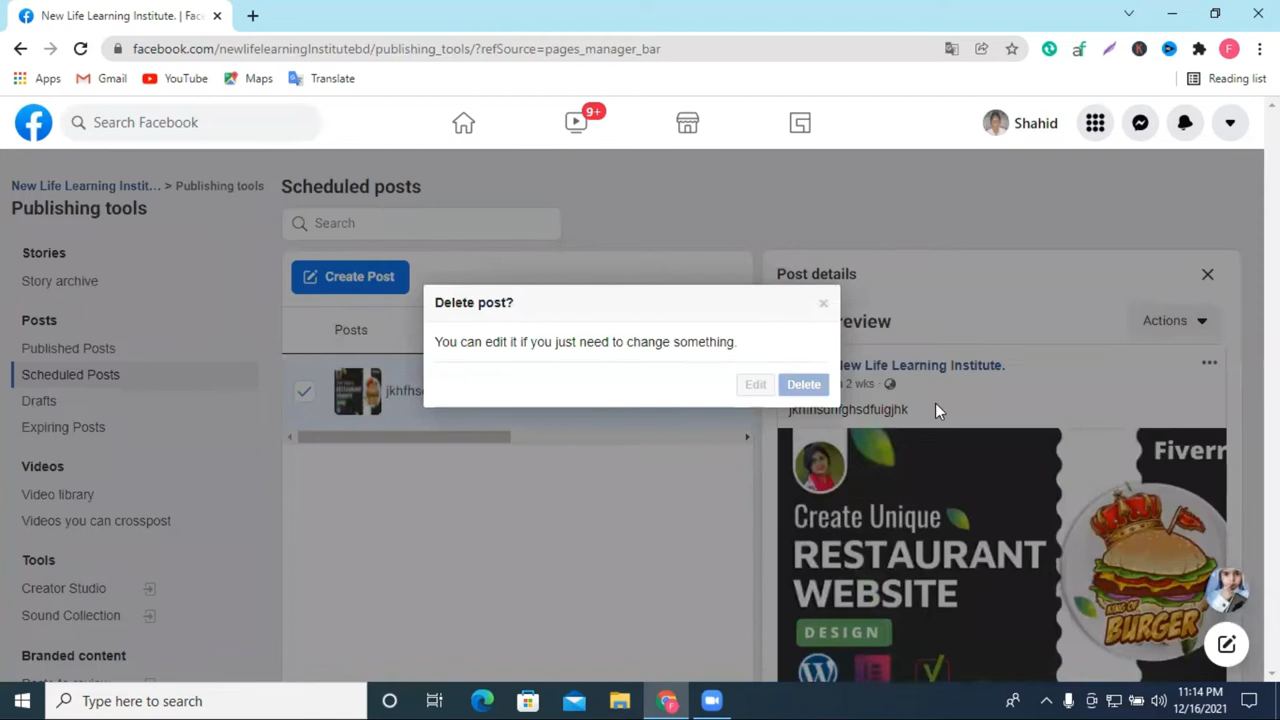 New Life Learning Institute. | Face
facebook.com/newlifelearningInstitutebd/publishing_tools/?refSource=pages_manager_bar
af
K
F
Apps
Gmail
YouTube
Maps
Translate
Reading list
Search Facebook
9+
Shahid
New Life Learning Instit... > Publishing tools
Publishing tools
Stories
Story archive
Posts
Published Posts
Scheduled Posts
Drafts
Expiring Posts
Videos
Video library
Videos you can crosspost
Tools
Creator Studio
Sound Collection
Branded content
Scheduled posts
Search
Create Post
Posts
Delete post?
You can edit it if you just need to change something.
Edit
Delete
Post details
Actions
New Life Learning Institute.
2 wks
Fiverr
Create Unique
RESTAURANT
WEBSITE
DESIGN
KING OF
BURGER
Type here to search
11:14 PM
12/16/2021